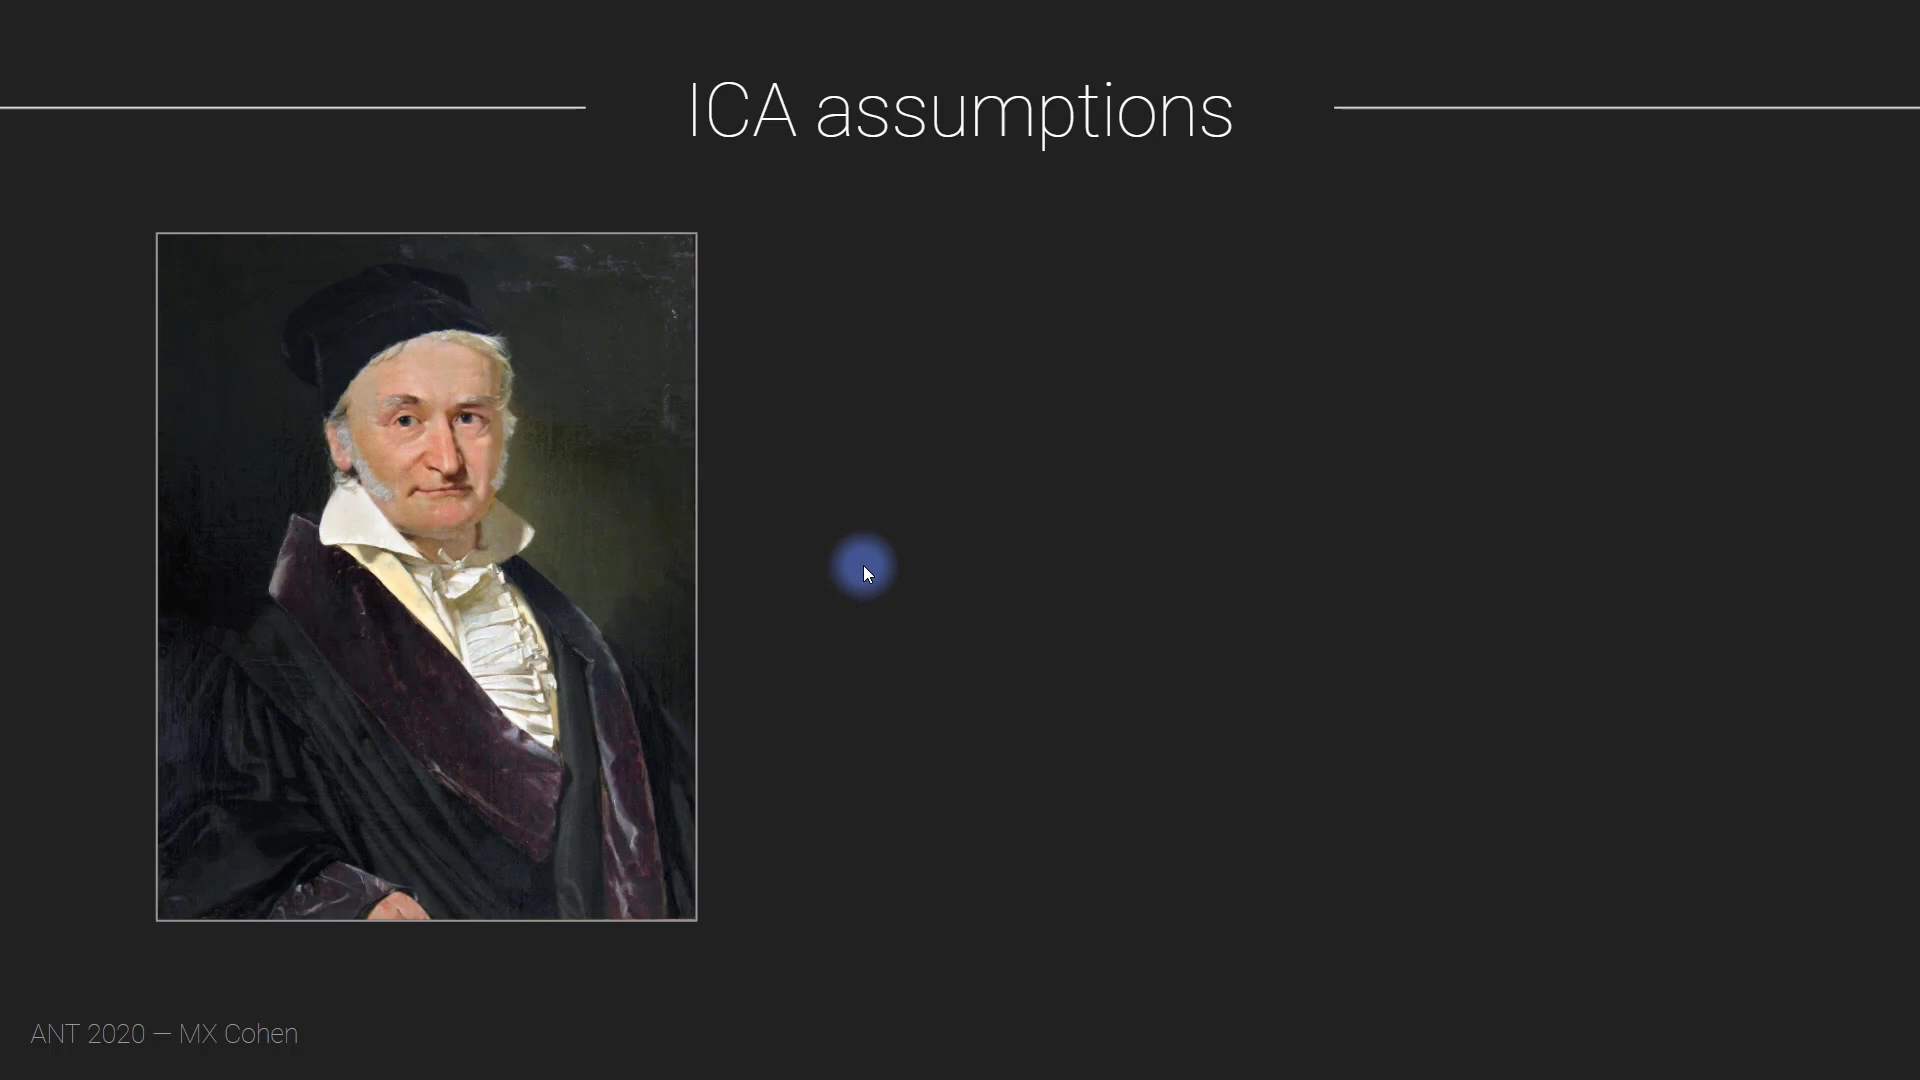 ICA assumptions
ANT 2020 — MX Cohen